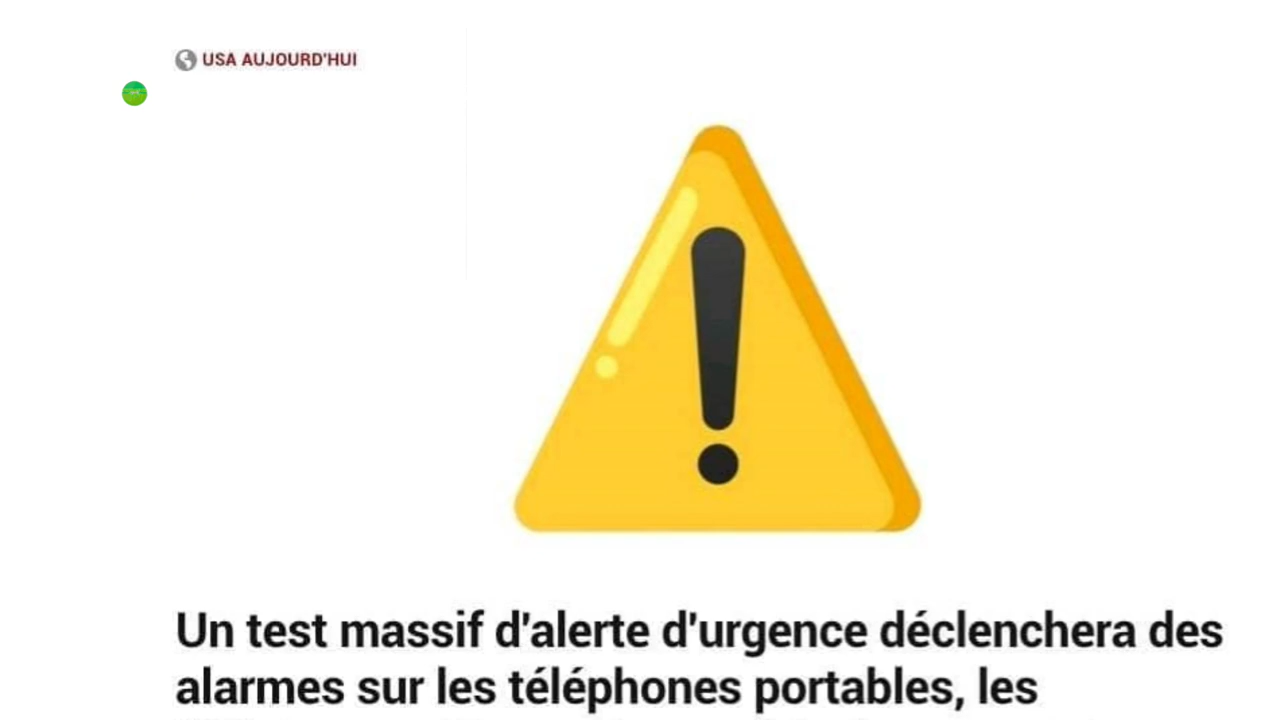 USA AUJOURD'HUI
Un test massif d'alerte d'urgence déclenchera des
alarmes sur les téléphones portables, les